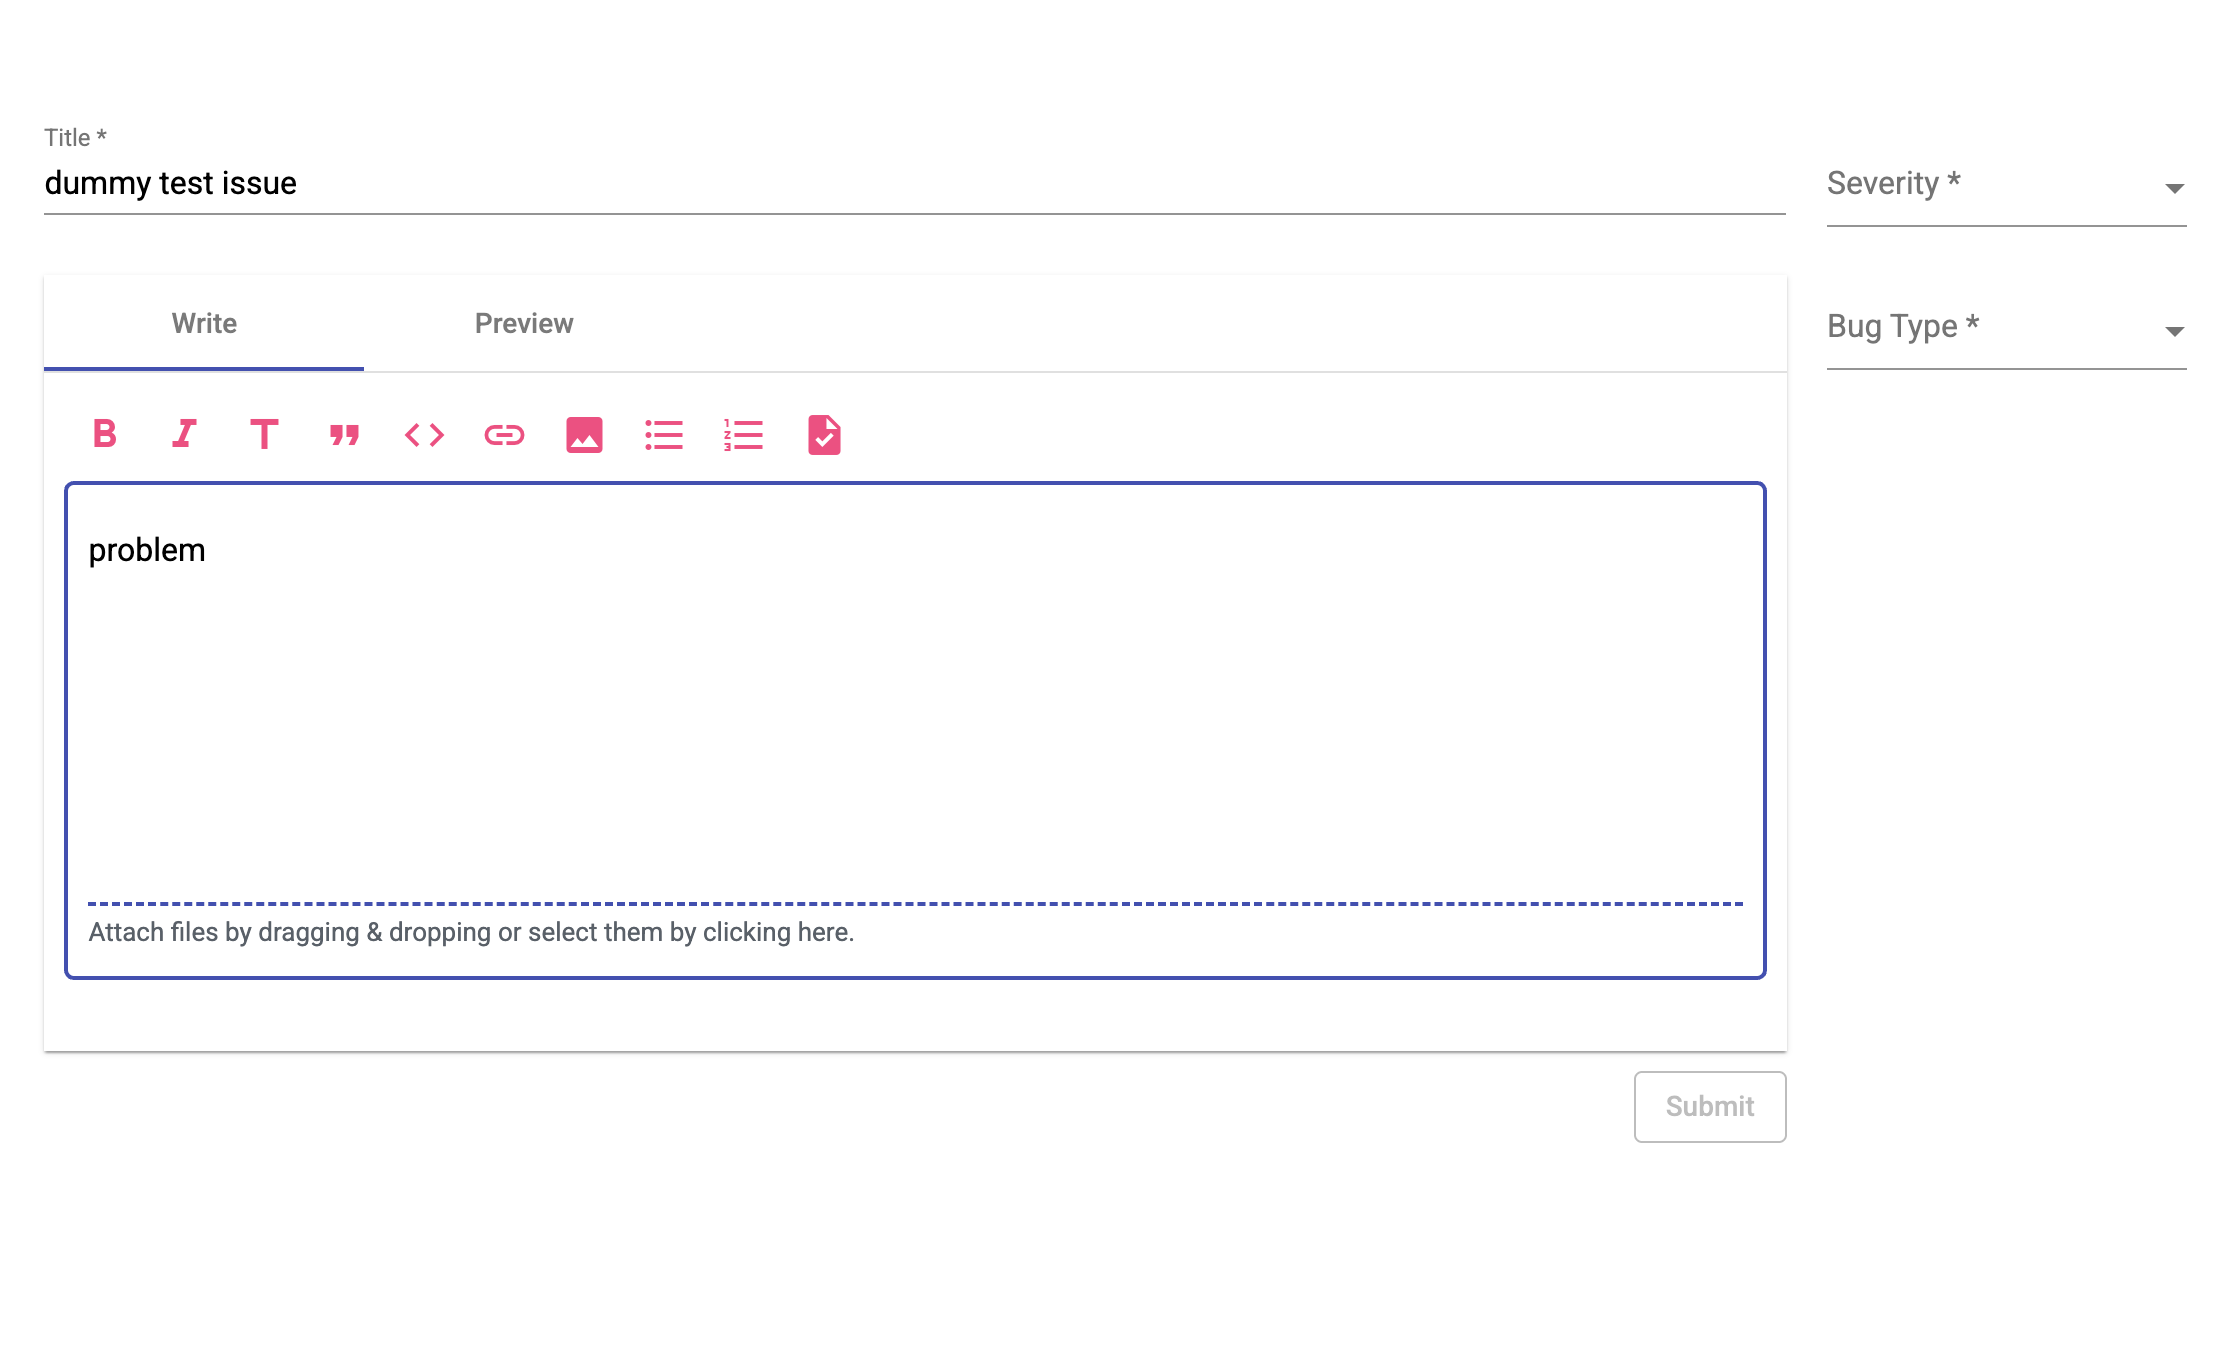 Title *
dummy test issue
Severity *
Write
Preview
Bug Type *
problem
Attach files by dragging & dropping or select them by clicking here.
Submit